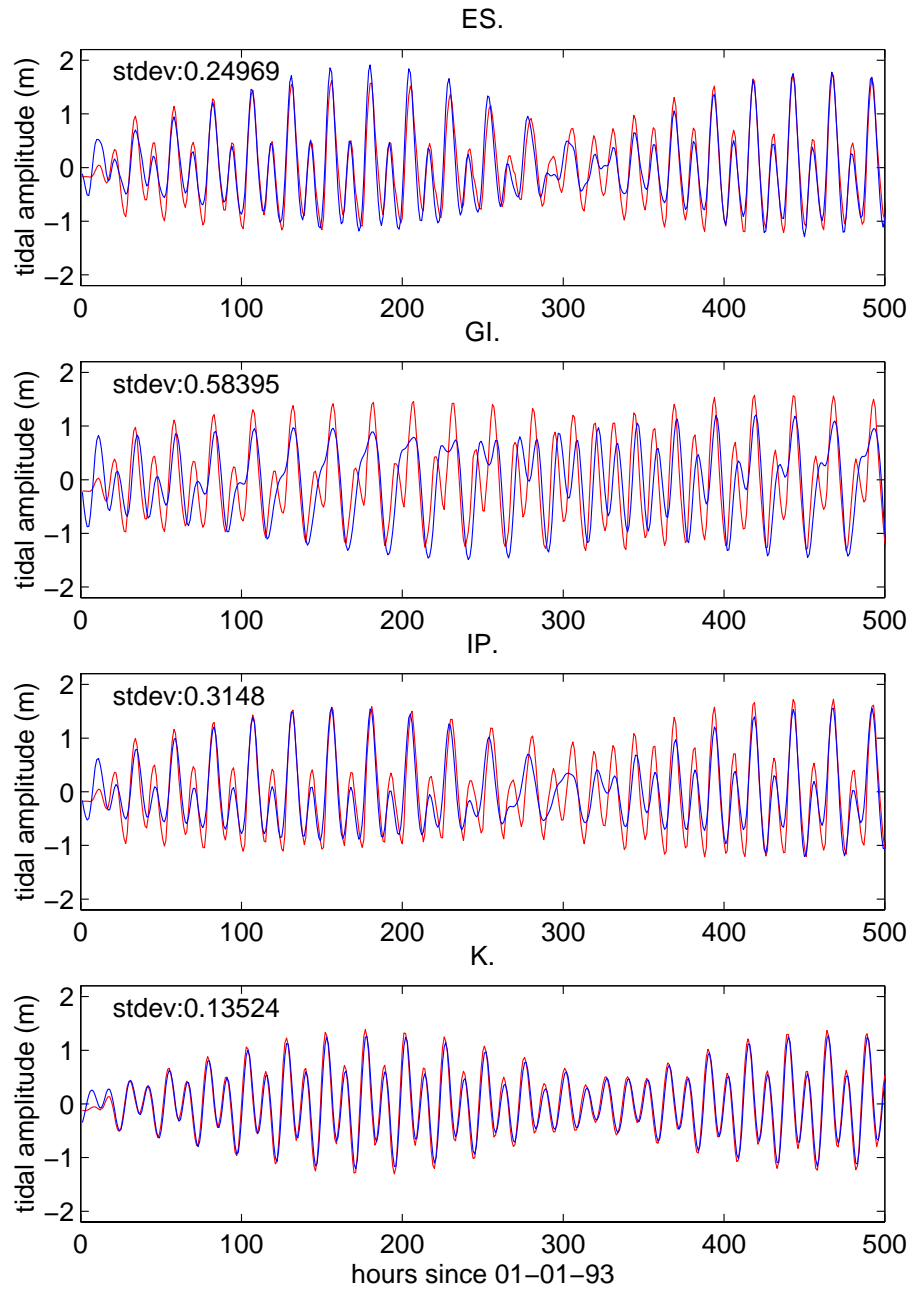 ES.
stdev:0.24969
tidal amplitude (m)
2
1
0
−1
−2
0 100 200 300 400 500
GI.
stdev:0.58395
tidal amplitude (m)
2
1
0
−1
−2
0 100 200 300 400 500
IP.
stdev:0.3148
tidal amplitude (m)
2
1
0
−1
−2
0 100 200 300 400 500
K.
stdev:0.13524
tidal amplitude (m)
2
1
0
−1
−2
0 100 200 300 400 500
hours since 01−01−93